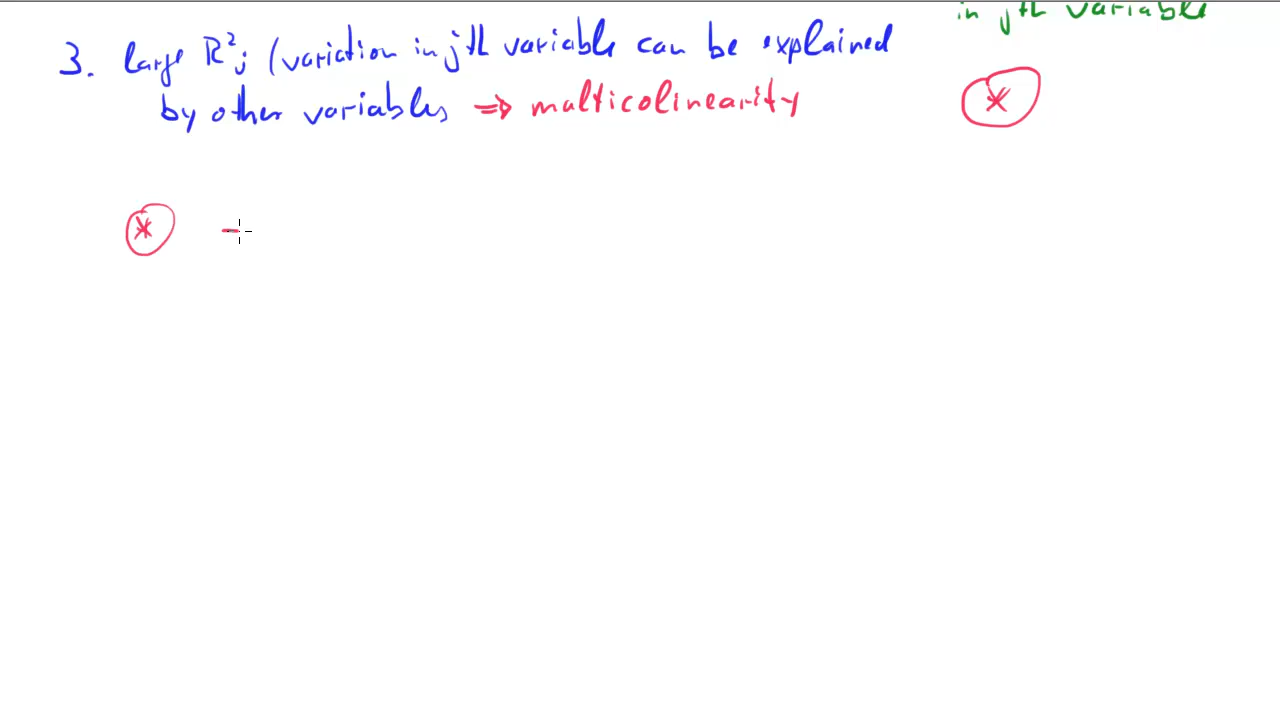 in jth variable
3. large R²j (variation in jth variable can be explained
by other variables ⇒ multicolinearity
*
* –